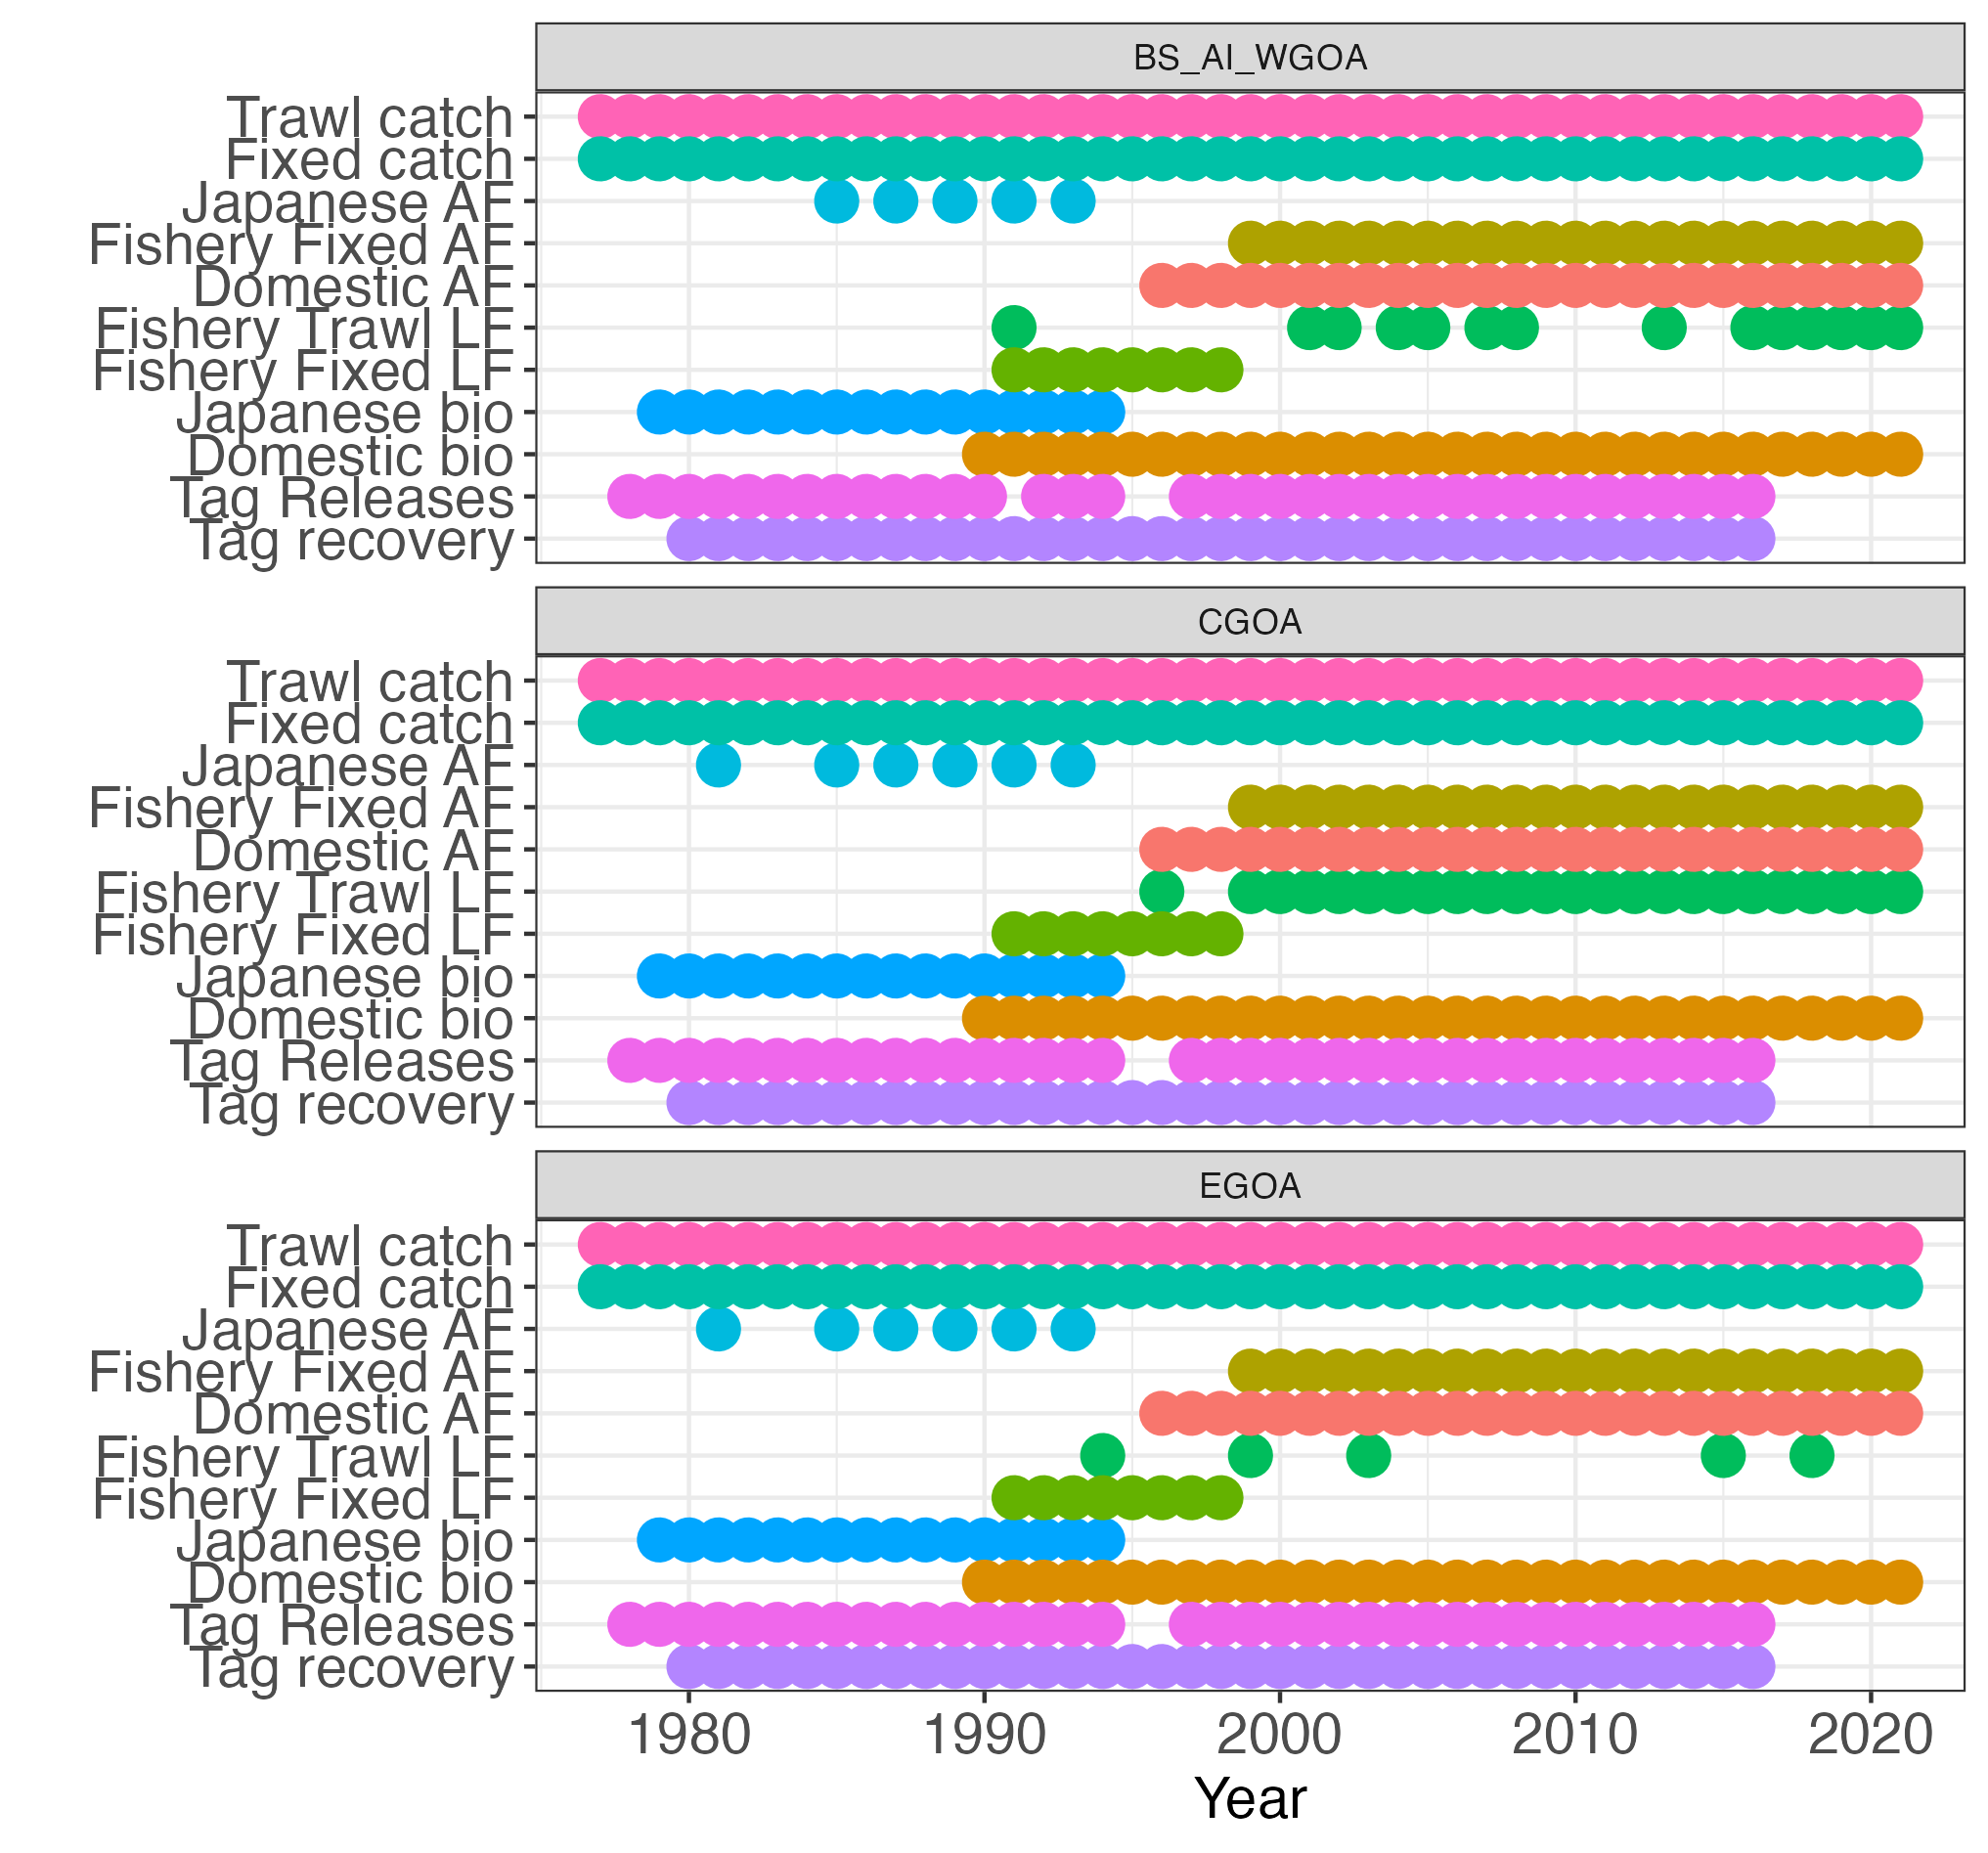 BS_AI_WGOA
Trawl catch
Fixed catch
Japanese AF
Fishery Fixed AF
Domestic AF
Fishery Trawl LF
Fishery Fixed LF
Japanese bio
Domestic bio
Tag Releases
Tag recovery
CGOA
Trawl catch
Fixed catch
Japanese AF
Fishery Fixed AF
Domestic AF
Fishery Trawl LF
Fishery Fixed LF
Japanese bio
Domestic bio
Tag Releases
Tag recovery
EGOA
Trawl catch
Fixed catch
Japanese AF
Fishery Fixed AF
Domestic AF
Fishery Trawl LF
Fishery Fixed LF
Japanese bio
Domestic bio
Tag Releases
Tag recovery
1980 1990 2000 2010 2020
Year